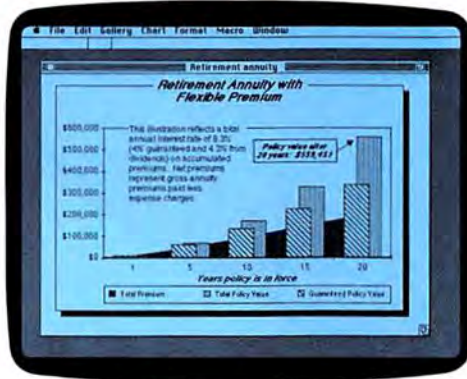 File Edit Gallery Chart Format Macro Window
Retirement annuity
Retirement Annuity with
Flexible Premium
$600,000
$500,000
$400,000
$300,000
$200,000
$100,000
$0
This illustration reflects a total
annual interest rate of 8.3%
(4% guaranteed and 4.3% from
dividends) on accumulated
premiums. Net premiums
represent gross annuity
premiums paid less
expense charges.
Policy value after
20 years: $559,451
1 5 10 15 20
Years policy is in force
Total Premium Total Policy Value Guaranteed Policy Value